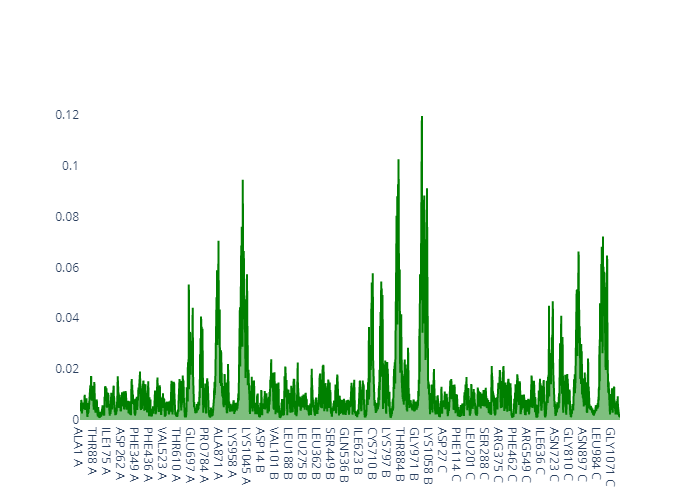 0.12
0.1
0.08
0.06
0.04
0.02
0
ALA1 A
THR88 A
ILE175 A
ASP262 A
PHE349 A
PHE436 A
VAL523 A
THR610 A
GLU697 A
PRO784 A
ALA871 A
LYS958 A
LYS1045 A
ASP14 B
VAL101 B
LEU188 B
LEU275 B
LEU362 B
SER449 B
GLN536 B
ILE623 B
CYS710 B
LYS797 B
THR884 B
GLY971 B
LYS1058 B
ASP27 C
PHE114 C
LEU201 C
SER288 C
ARG375 C
PHE462 C
ARG549 C
ILE636 C
ASN723 C
GLY810 C
ASN897 C
LEU984 C
GLY1071 C